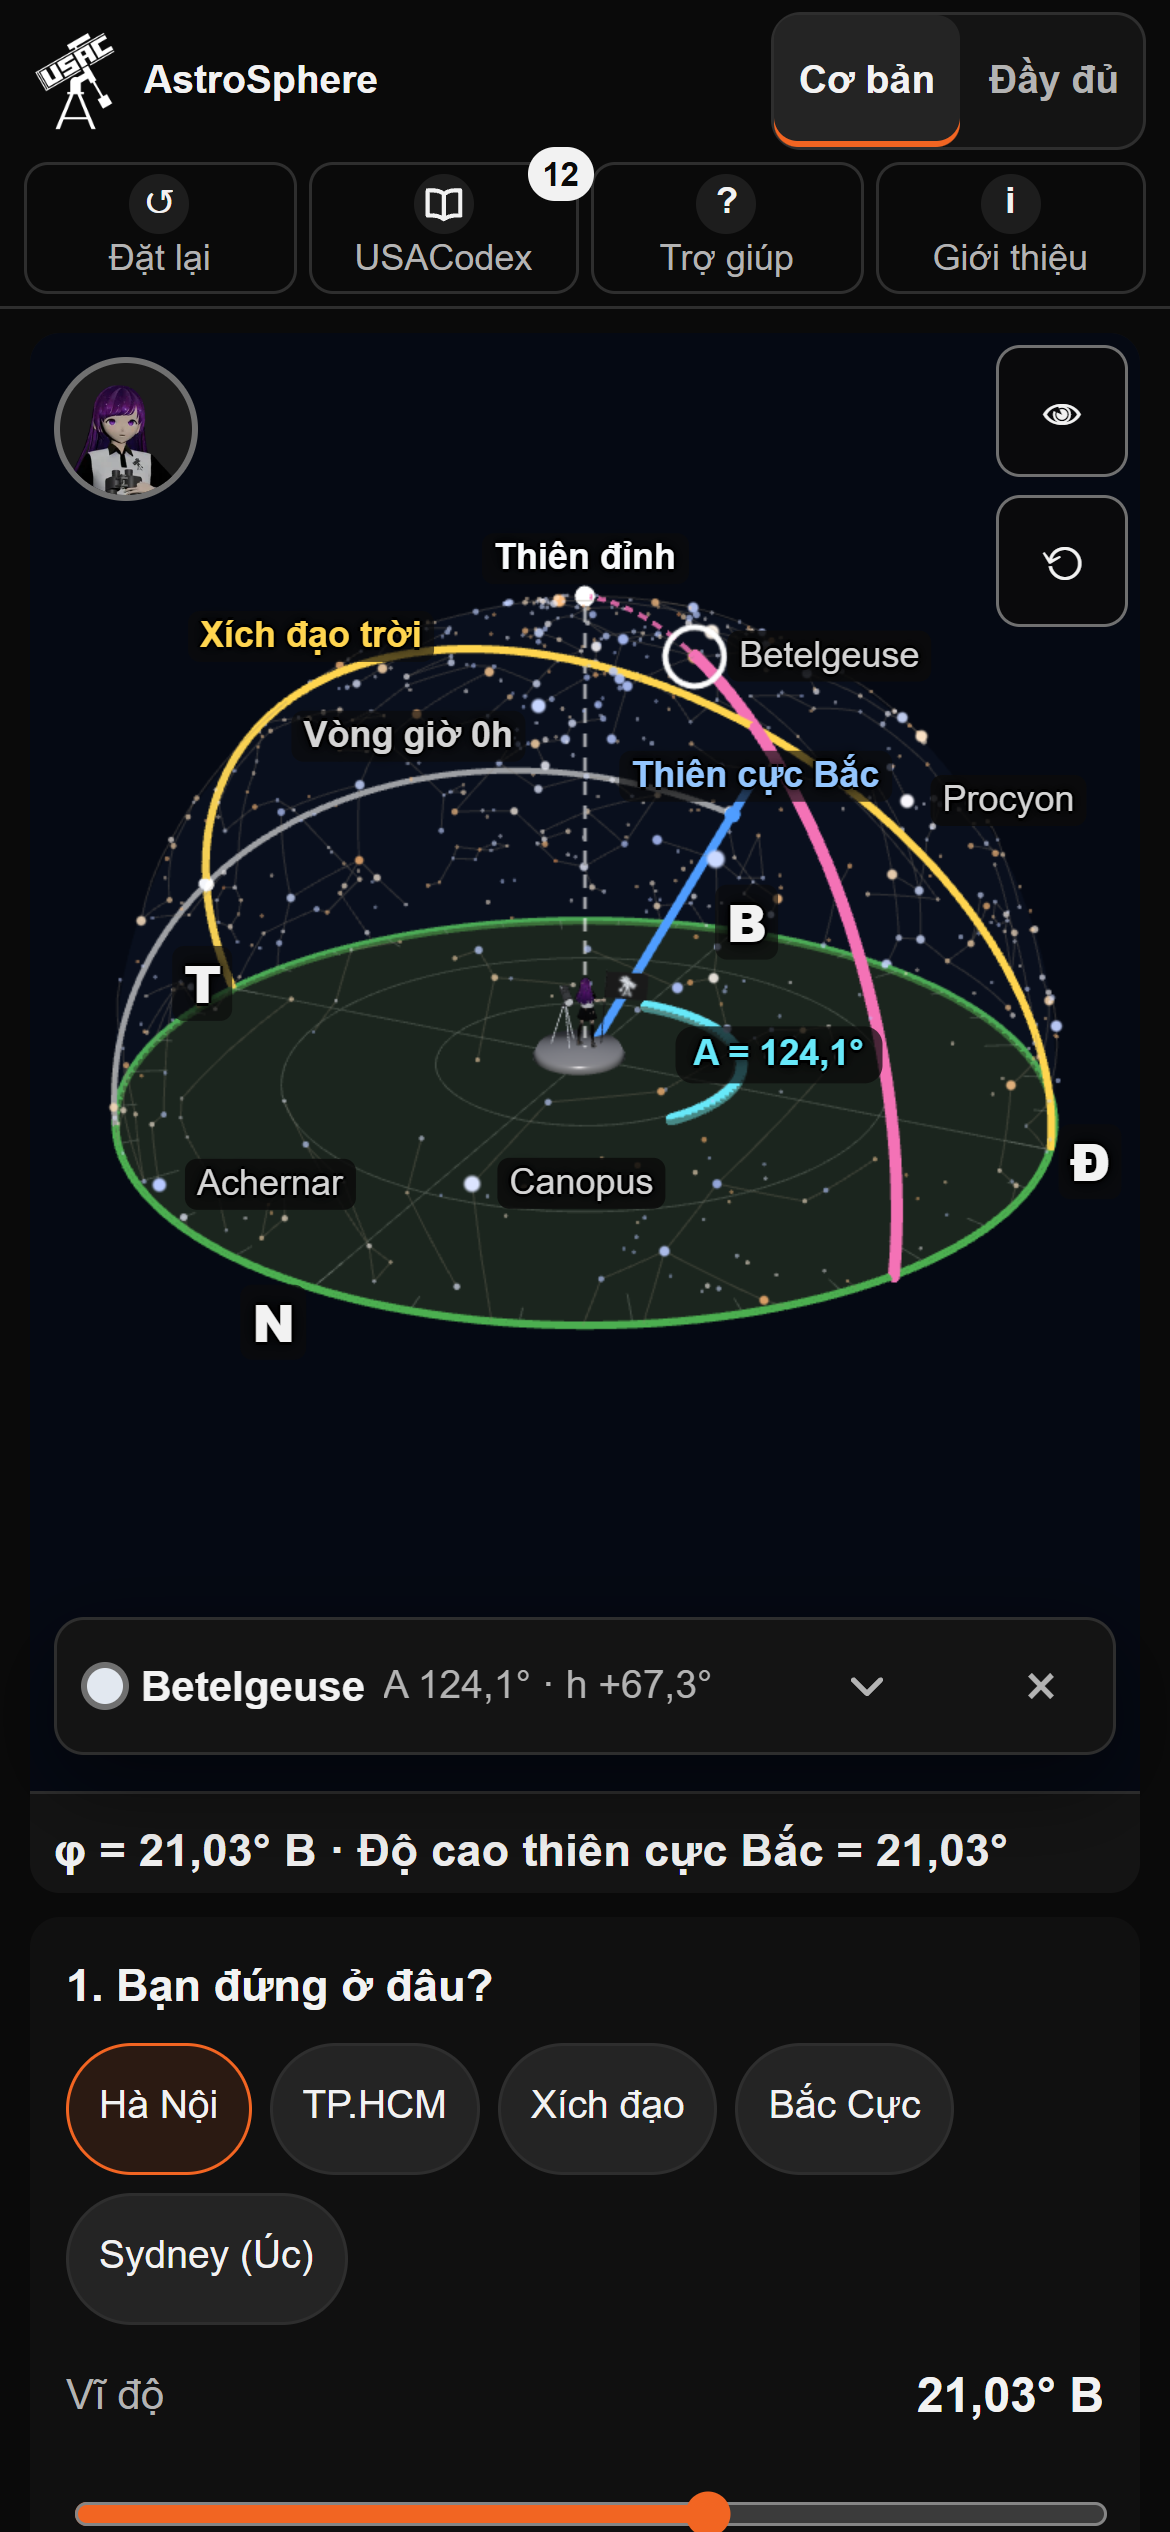 USAC
AstroSphere
Cơ bản
Đầy đủ
↺
Đặt lại
12
USACodex
?
Trợ giúp
i
Giới thiệu
Thiên đỉnh
Xích đạo trời
Betelgeuse
Vòng giờ 0h
Thiên cực Bắc
Procyon
B
T
A = 124,1°
Đ
Achernar
Canopus
N
Betelgeuse A 124,1° · h +67,3°
φ = 21,03° B · Độ cao thiên cực Bắc = 21,03°
1. Bạn đứng ở đâu?
Hà Nội
TP.HCM
Xích đạo
Bắc Cực
Sydney (Úc)
Vĩ độ
21,03° B